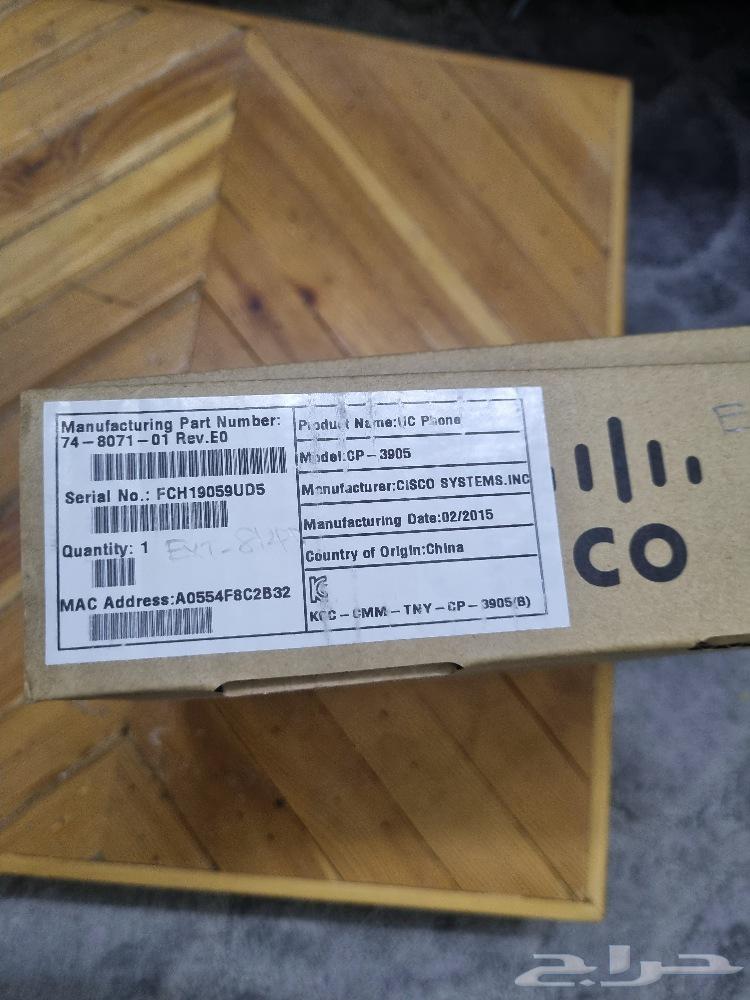 Manufacturing Part Number:
74-8071-01 Rev.E0
Serial No.: FCH19059UD5
Quantity: 1
MAC Address:A0554F8C2B32
Product Name:UC Phone
Model:CP-3905
Manufacturer:CISCO SYSTEMS.INC
Manufacturing Date:02/2015
Country of Origin:China
KCC-CMM-TNY-CP-3905(B)
CO
حراج